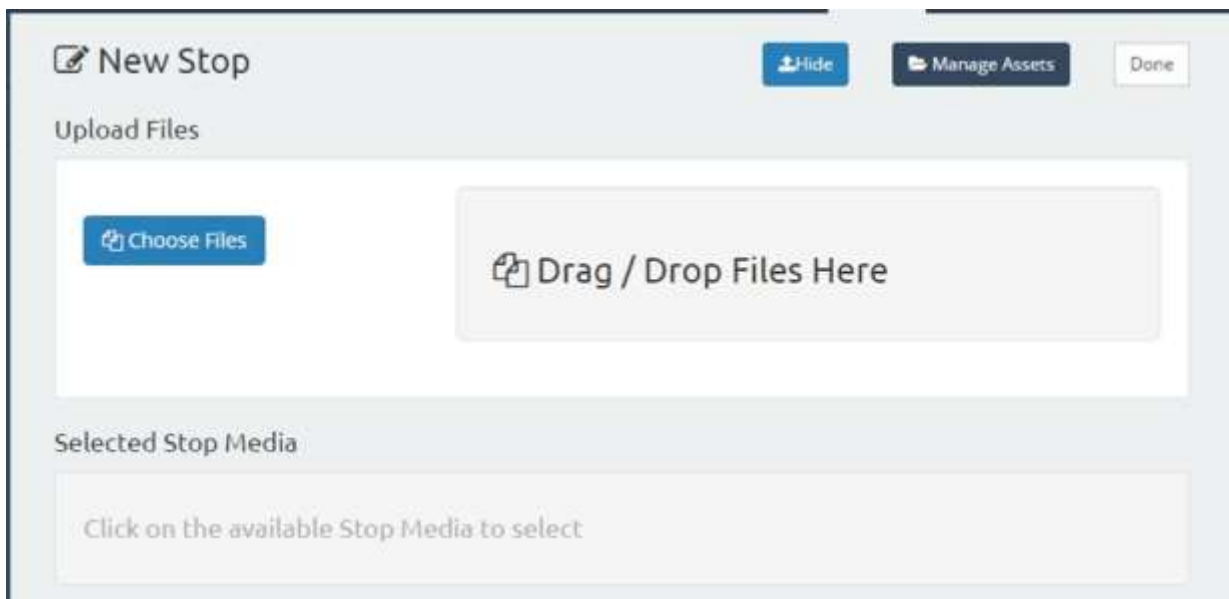 New Stop
Hide
Manage Assets
Done
Upload Files
Choose Files
Drag / Drop Files Here
Selected Stop Media
Click on the available Stop Media to select